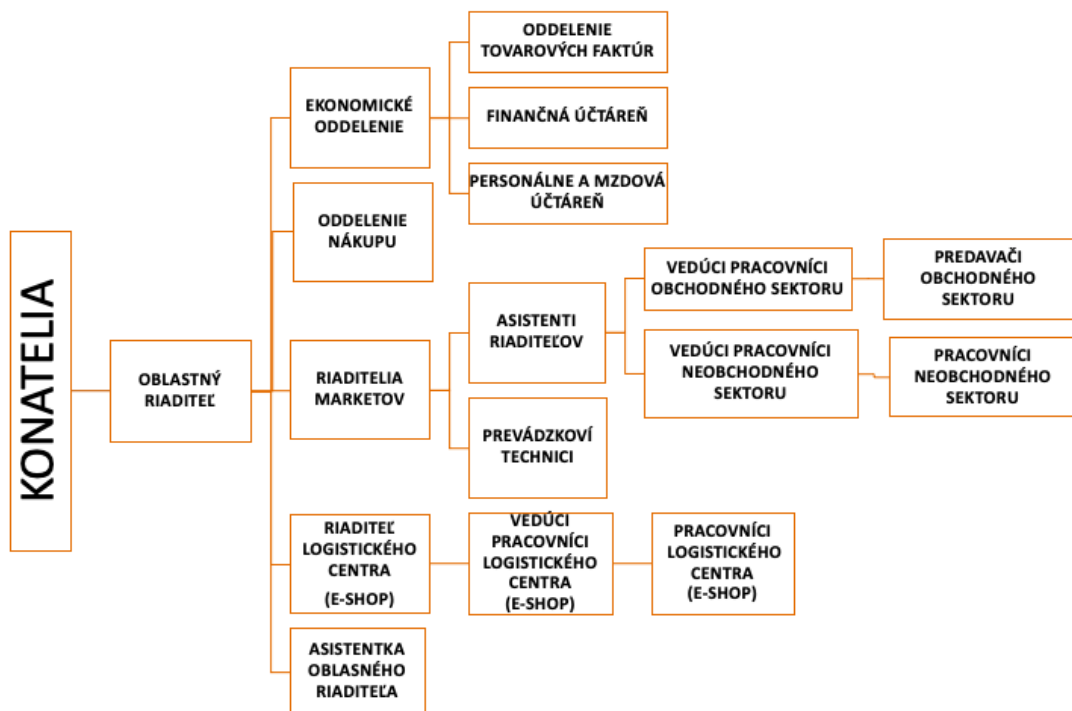 KONATELIA
OBLASTNÝ
RIADITEĽ
EKONOMICKÉ
ODDELENIE
ODDELENIE
TOVAROVÝCH FAKTÚR
FINANČNÁ ÚČTÁREŇ
PERSONÁLNE A MZDOVÁ
ÚČTÁREŇ
ODDELENIE
NÁKUPU
RIADITELIA
MARKETOV
ASISTENTI
RIADITEĽOV
VEDÚCI PRACOVNÍCI
OBCHODNÉHO SEKTORU
PREDAVAČI
OBCHODNÉHO
SEKTORU
VEDÚCI PRACOVNÍCI
NEOBCHODNÉHO
SEKTORU
PRACOVNÍCI
NEOBCHODNÉHO
SEKTORU
PREVÁDZKOVÍ
TECHNICI
RIADITEĽ
LOGISTICKÉHO
CENTRA
(E-SHOP)
VEDÚCI
PRACOVNÍCI
LOGISTICKÉHO
CENTRA
(E-SHOP)
PRACOVNÍCI
LOGISTICKÉHO
CENTRA
(E-SHOP)
ASISTENTKA
OBLASNÉHO
RIADITEĽA